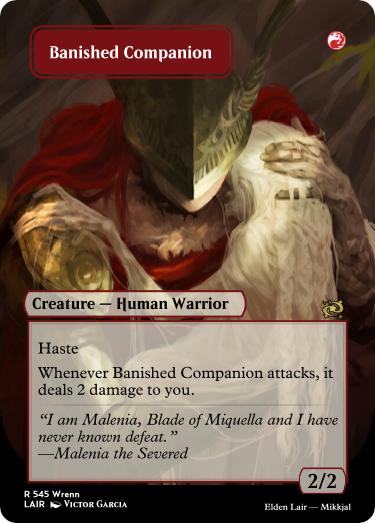 Banished Companion
Creature — Human Warrior
Haste
Whenever Banished Companion attacks, it
deals 2 damage to you.
“I am Malenia, Blade of Miquella and I have
never known defeat.”
—Malenia the Severed
2/2
R 545 Wrenn
LAIR VICTOR GARCIA
Elden Lair — Mikkjal